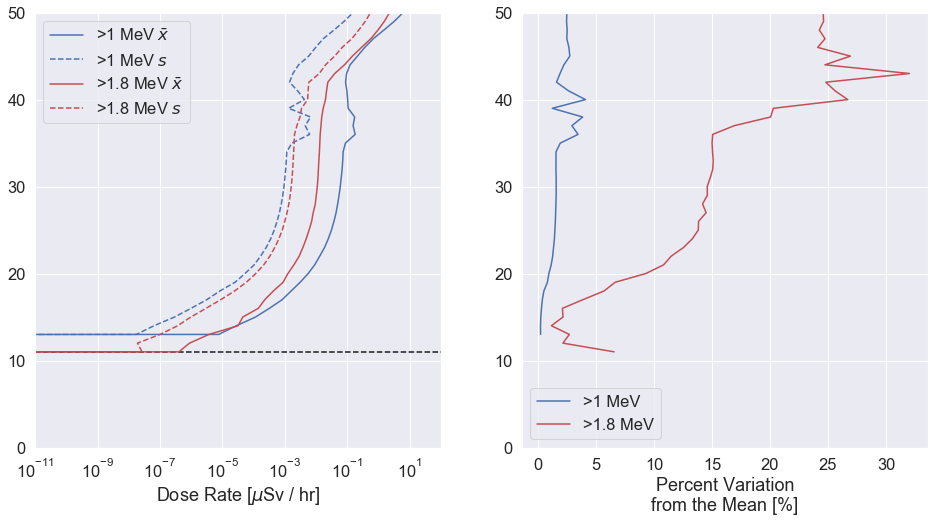 50
40
30
20
10
0
>1 MeV x̄
>1 MeV s
>1.8 MeV x̄
>1.8 MeV s
10⁻¹¹ 10⁻⁹ 10⁻⁷ 10⁻⁵ 10⁻³ 10⁻¹ 10¹
Dose Rate [μSv / hr]
50
40
30
20
10
0
>1 MeV
>1.8 MeV
0 5 10 15 20 25 30
Percent Variation
from the Mean [%]